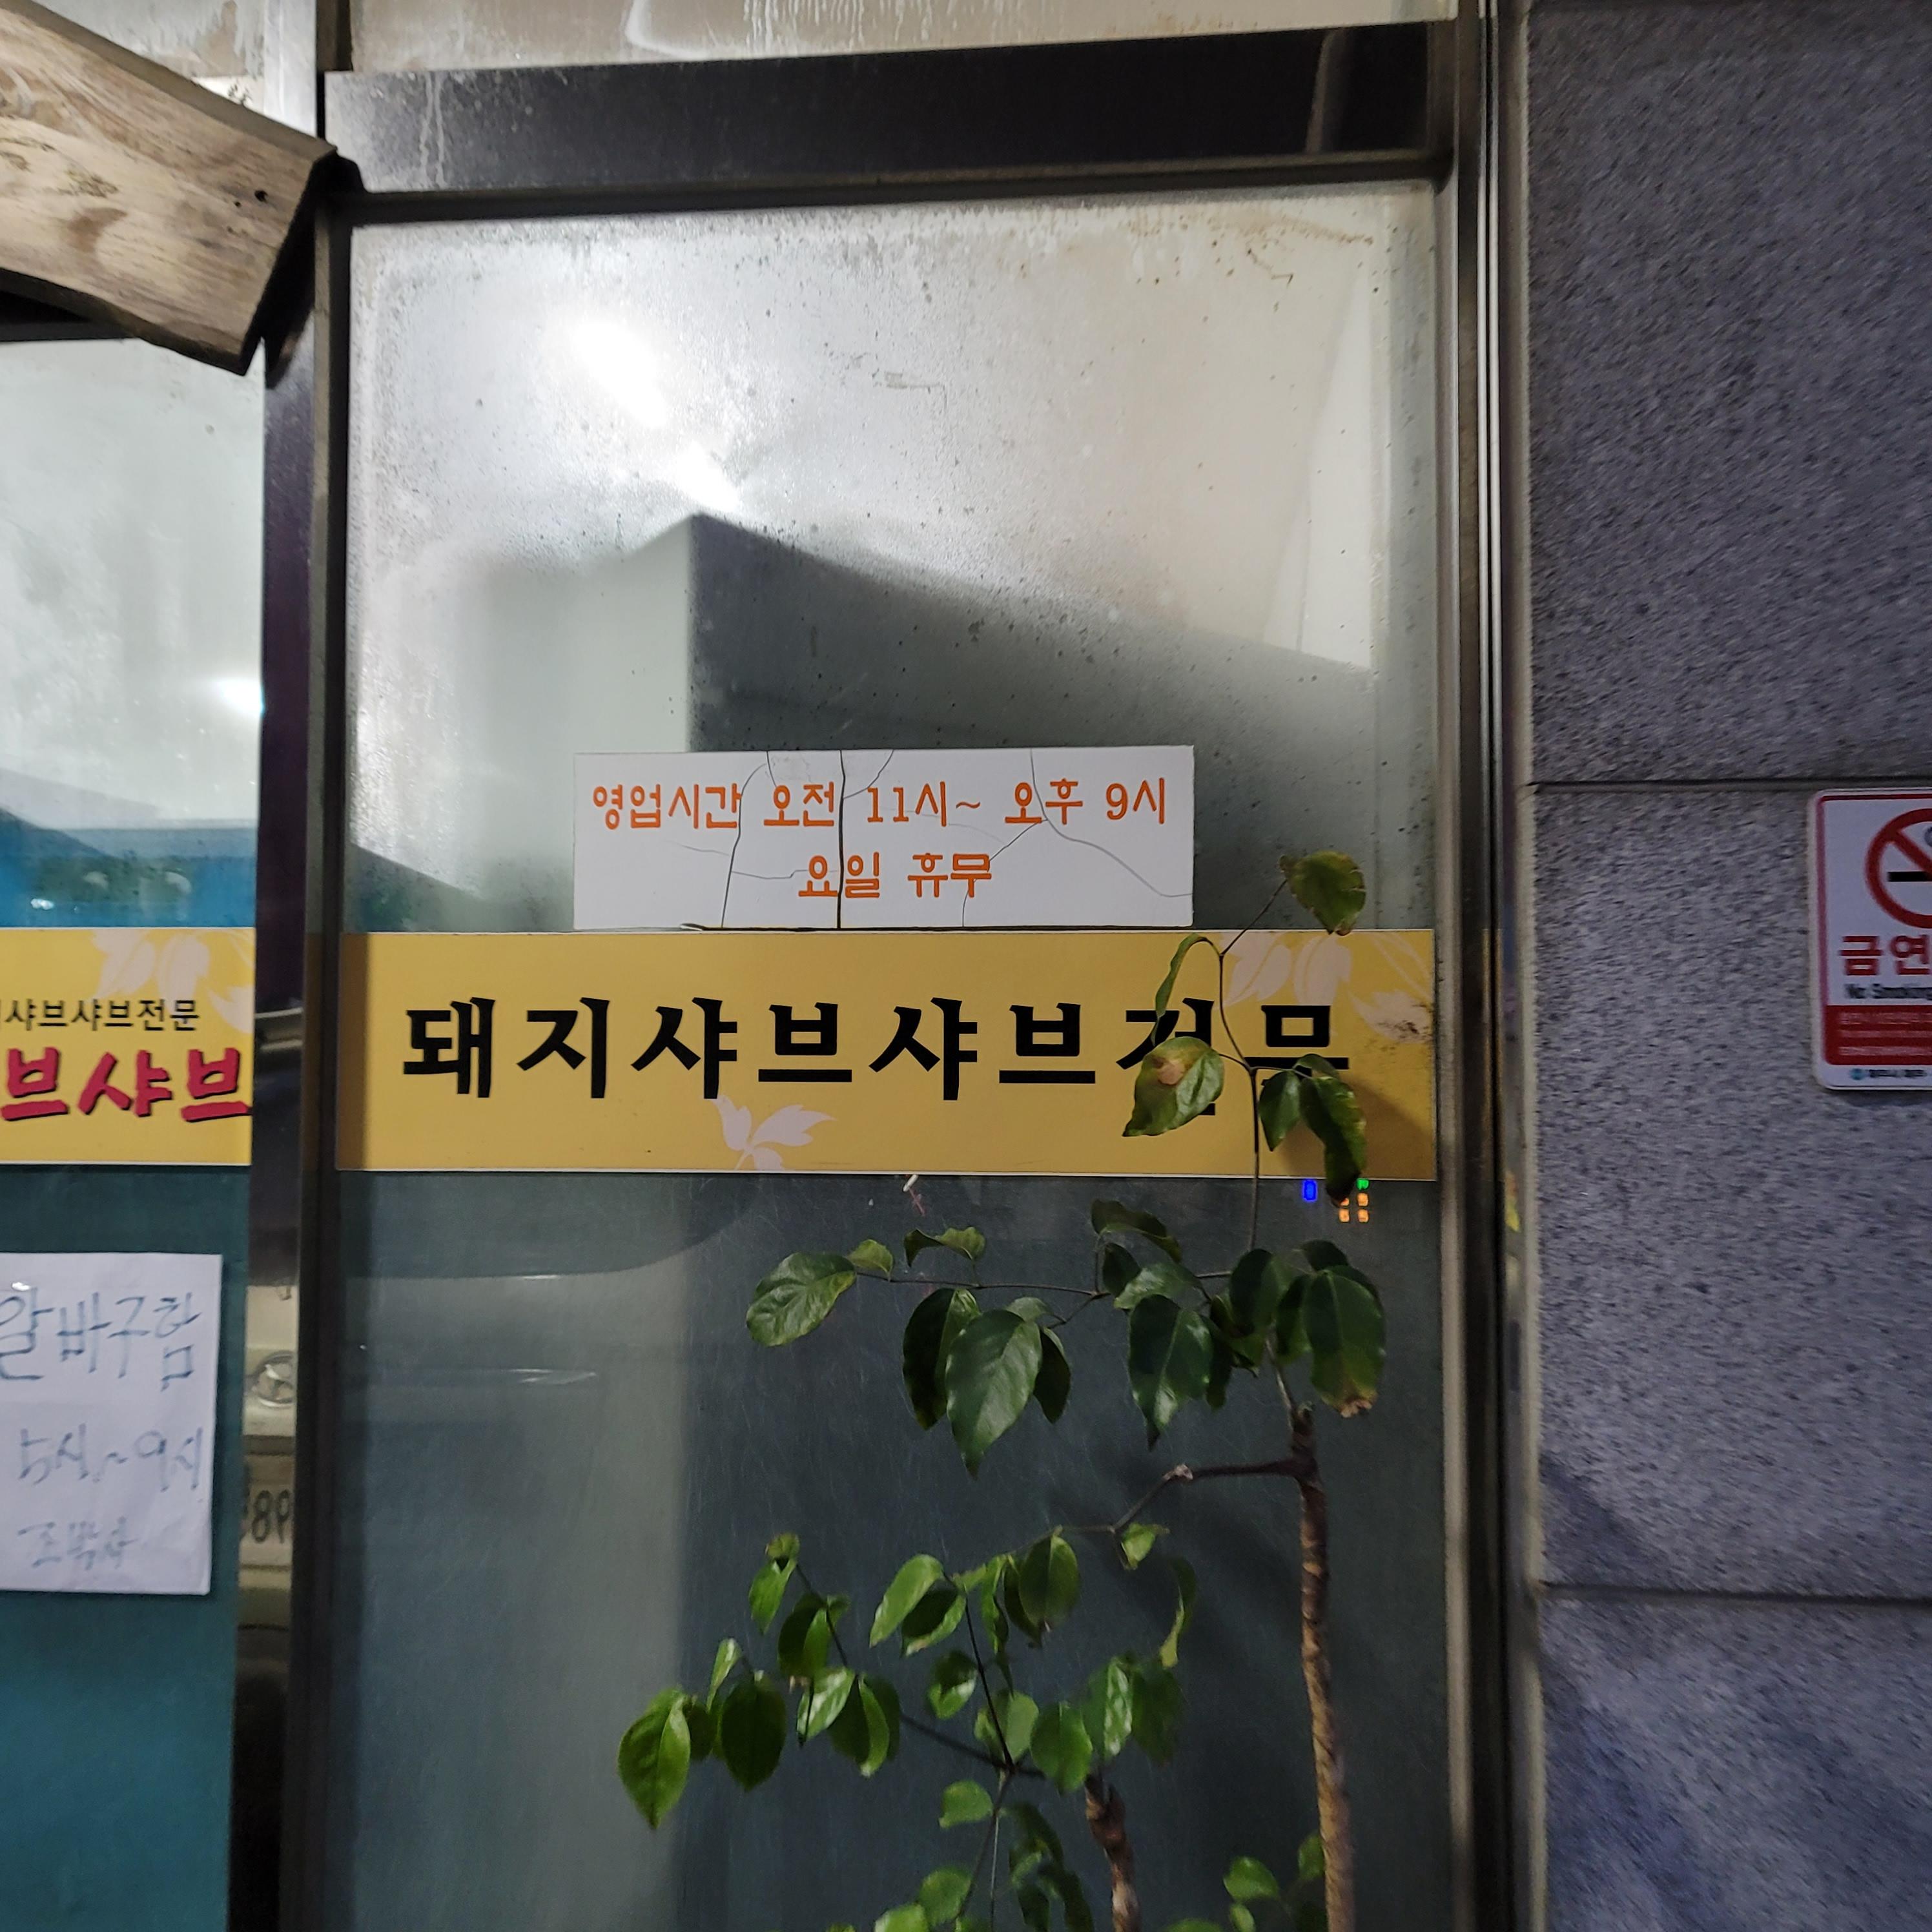 영업시간 오전 11시~ 오후 9시
요일 휴무
돼지샤브샤브전문
샤브샤브전문
브샤브
알바구함
5시~9시
금연
No Smoking